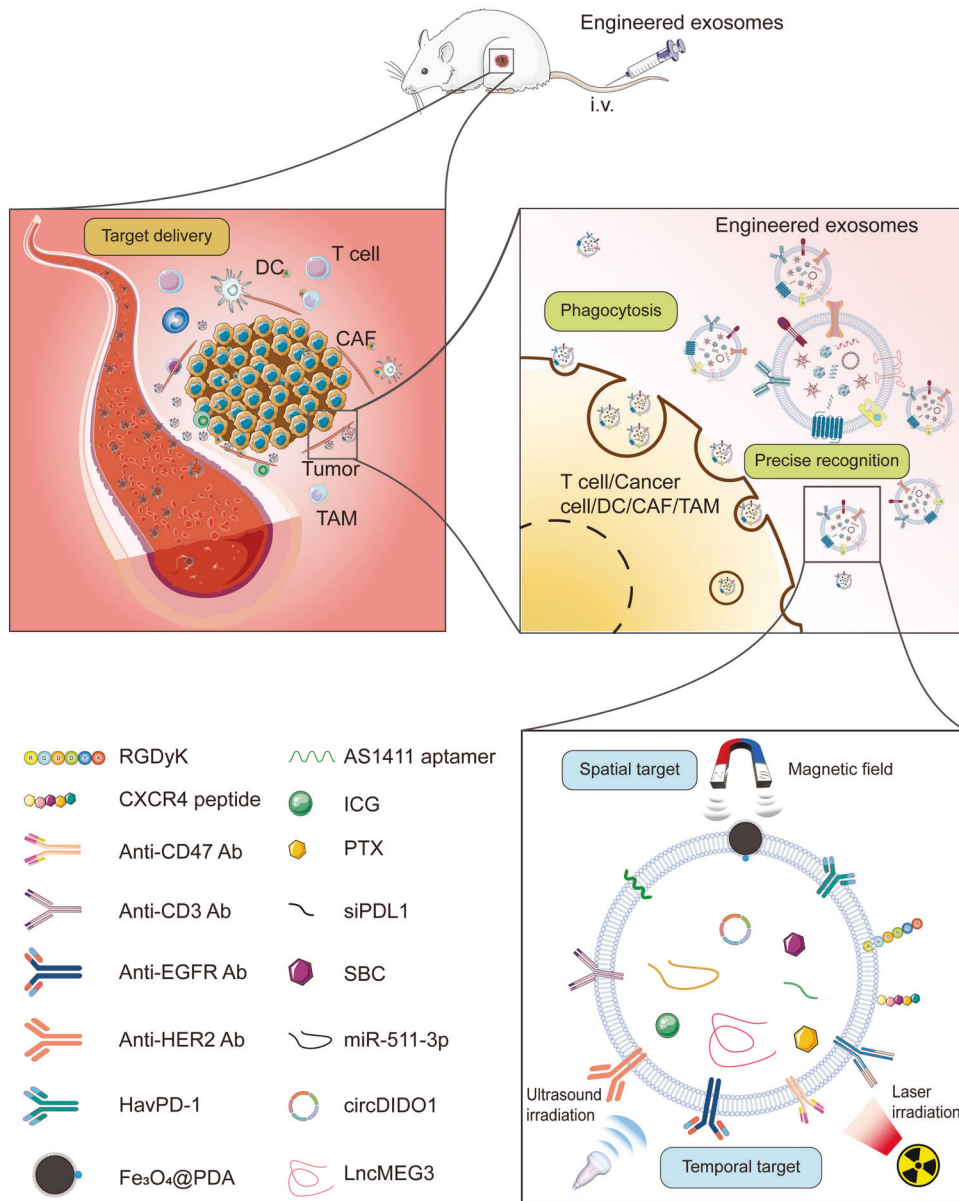 Engineered exosomes
i.v.
Target delivery
DC
T cell
CAF
Tumor
TAM
Engineered exosomes
Phagocytosis
Precise recognition
T cell/Cancer
cell/DC/CAF/TAM
RGDyK
CXCR4 peptide
Anti-CD47 Ab
Anti-CD3 Ab
Anti-EGFR Ab
Anti-HER2 Ab
HavPD-1
Fe₃O₄@PDA
AS1411 aptamer
ICG
PTX
siPDL1
SBC
miR-511-3p
circDIDO1
LncMEG3
Spatial target
Magnetic field
N S
Ultrasound
irradiation
Laser
irradiation
Temporal target